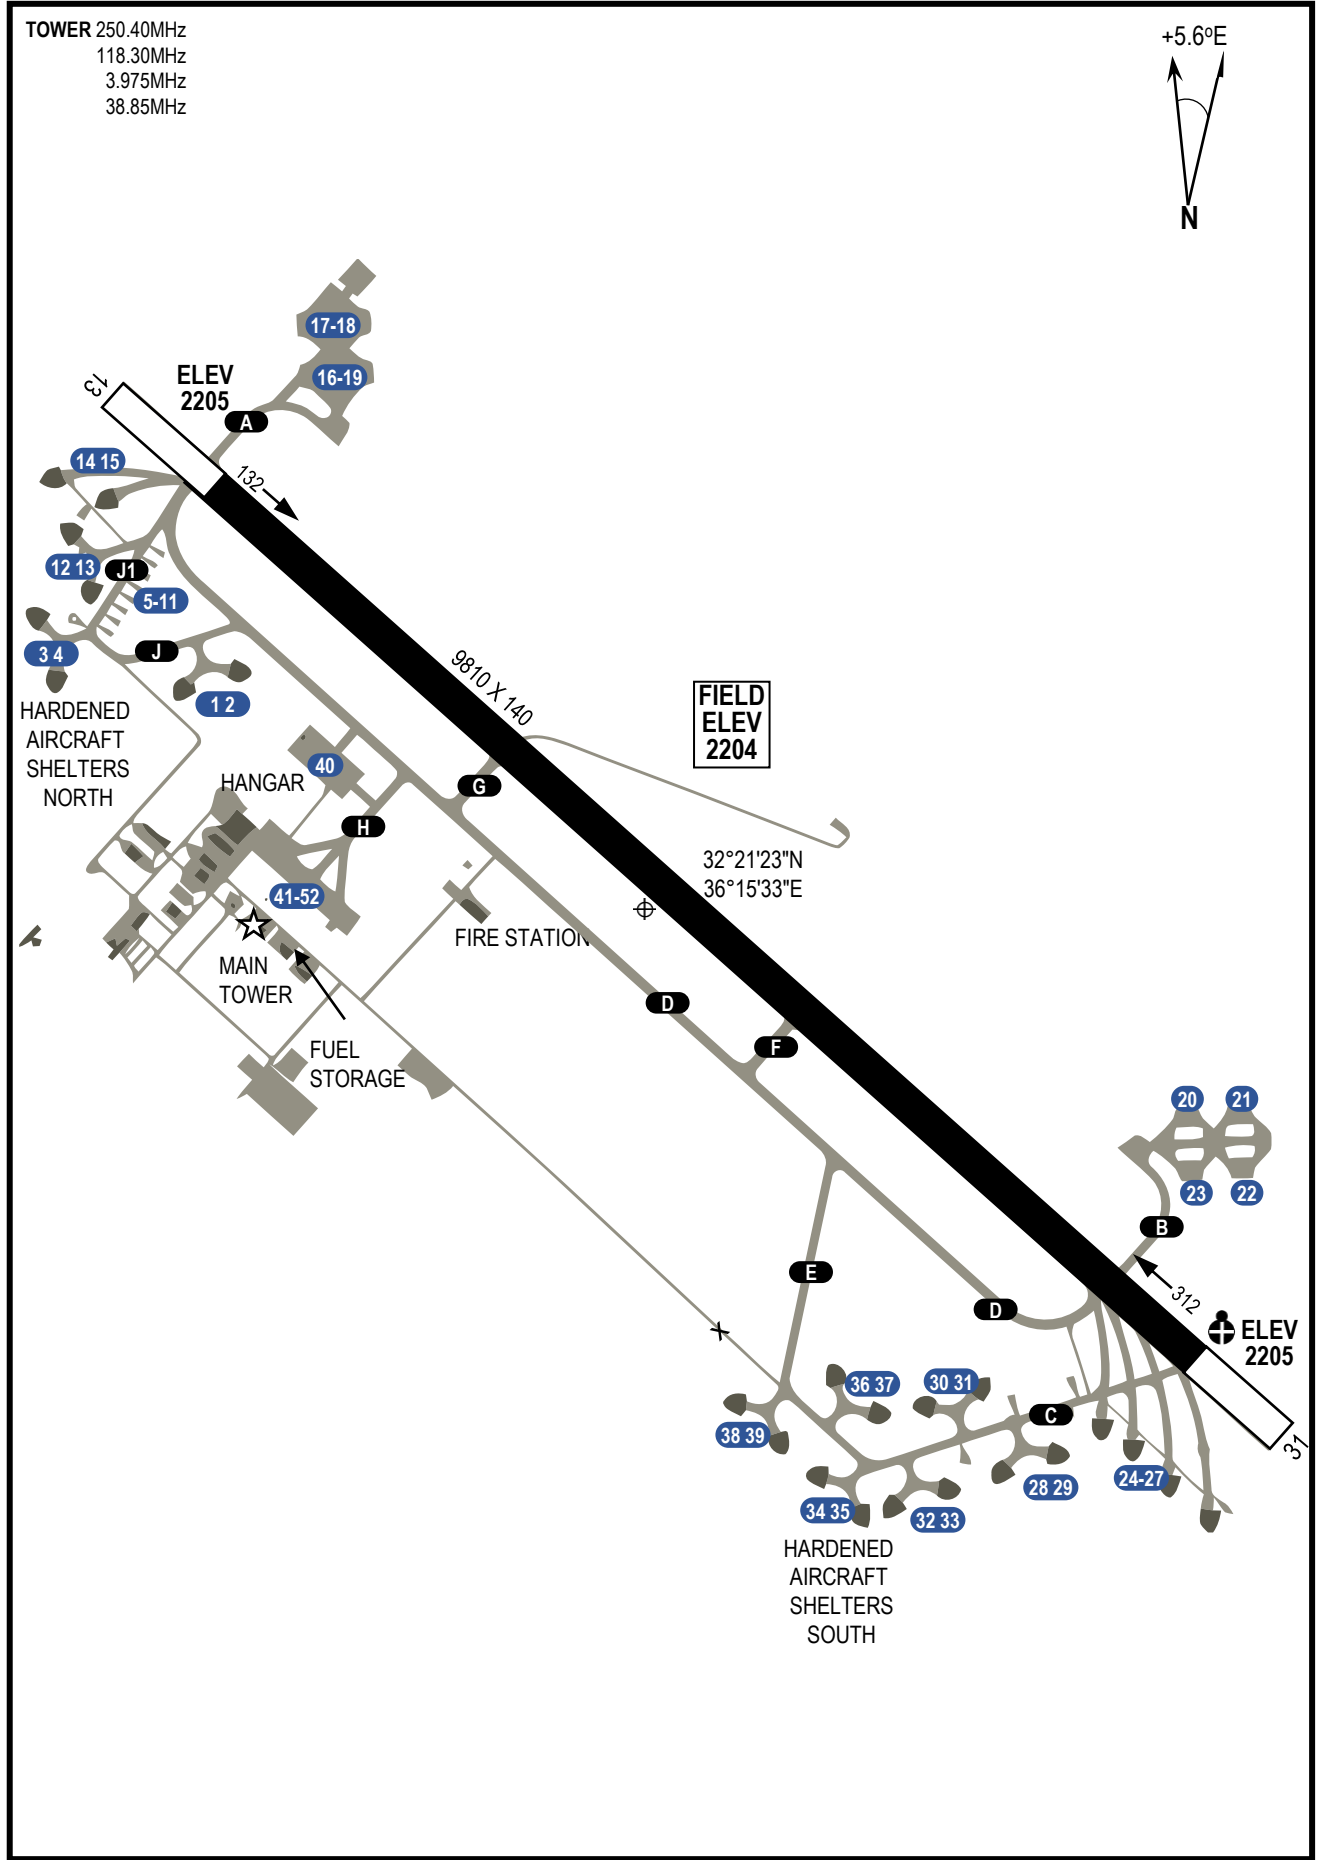 TOWER 250.40MHz
118.30MHz
3.975MHz
38.85MHz
+5.6ºE
N
17-18
16-19
ELEV
2205
A
13
132
14 15
12 13
J1
5-11
J
3 4
1 2
HARDENED
AIRCRAFT
SHELTERS
NORTH
9810 X 140
FIELD
ELEV
2204
40
HANGAR
G
H
32°21'23"N
36°15'33"E
41-52
FIRE STATION
MAIN
TOWER
D
F
FUEL
STORAGE
20
21
23
22
B
E
312
D
ELEV
2205
X
36 37
30 31
C
38 39
31
24-27
28 29
34 35
32 33
HARDENED
AIRCRAFT
SHELTERS
SOUTH